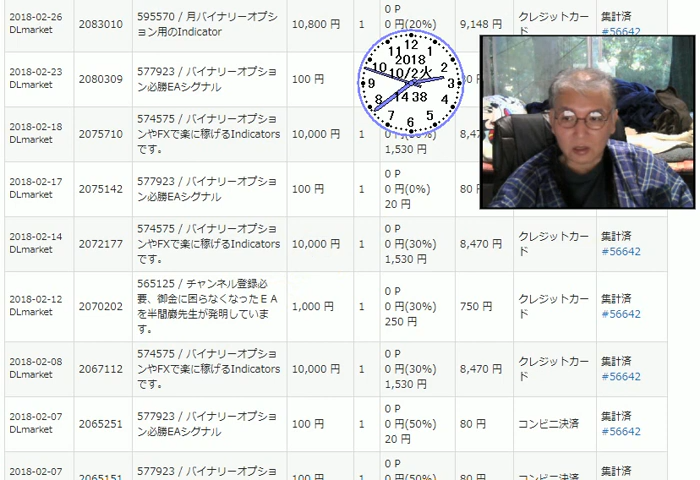 2018-02-26
DLmarket
2083010
595570 / 月バイナリーオプシ
ョン用のIndicator
10,800 円
1
0 P
0 円(20%)
9,148 円
クレジットカー
ド
集計済
#56642
2018-02-23
DLmarket
2080309
577923 / バイナリーオプショ
ン必勝EAシグナル
100 円
12
1
2
3
4
5
6
7
8
9
10
11
2018
10/2火
14 38
2018-02-18
DLmarket
2075710
574575 / バイナリーオプショ
ンやFXで楽に稼げるIndicators
です。
10,000 円
1
1,530 円
2018-02-17
DLmarket
2075142
577923 / バイナリーオプショ
ン必勝EAシグナル
100 円
1
0 P
0 円(0%)
20 円
80
2018-02-14
DLmarket
2072177
574575 / バイナリーオプショ
ンやFXで楽に稼げるIndicators
です。
10,000 円
1
0 P
0 円(30%)
1,530 円
8,470 円
クレジットカー
ド
集計済
#56642
2018-02-12
DLmarket
2070202
565125 / チャンネル登録必
要、御金に困らなくなったＥＡ
を半間巌先生が発明していま
す。
1,000 円
1
0 P
0 円(30%)
250 円
750 円
クレジットカー
ド
集計済
#56642
2018-02-08
DLmarket
2067112
574575 / バイナリーオプショ
ンやFXで楽に稼げるIndicators
です。
10,000 円
1
0 P
0 円(30%)
1,530 円
8,470 円
クレジットカー
ド
集計済
#56642
2018-02-07
DLmarket
2065251
577923 / バイナリーオプショ
ン必勝EAシグナル
100 円
1
0 P
0 円(50%)
20 円
80 円
コンビニ決済
集計済
#56642
2018-02-07
DLmarket
2065151
577923 / バイナリーオプショ
100 円
1
0 P
0 円(50%)
80 円
コンビニ決済
集計済